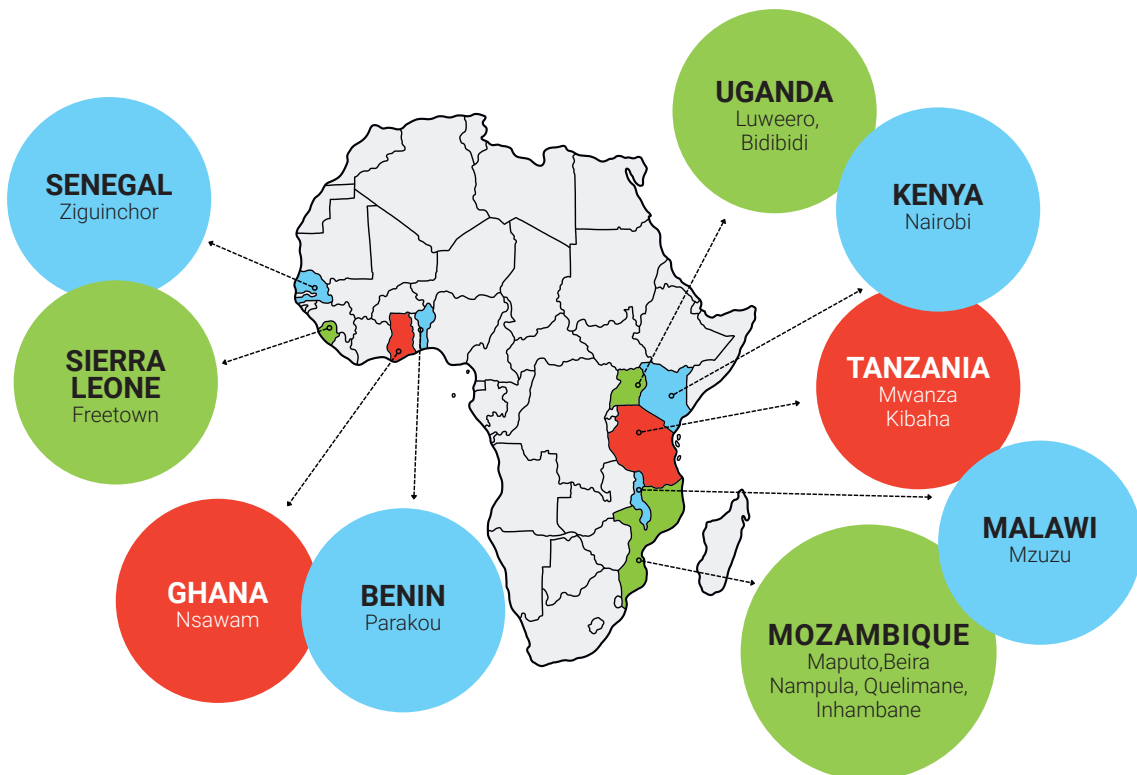 UGANDA
Luweero,
Bidibidi
SENEGAL
Ziguinchor
KENYA
Nairobi
SIERRA
LEONE
Freetown
TANZANIA
Mwanza
Kibaha
MALAWI
Mzuzu
GHANA
Nsawam
BENIN
Parakou
MOZAMBIQUE
Maputo,Beira
Nampula, Quelimane,
Inhambane